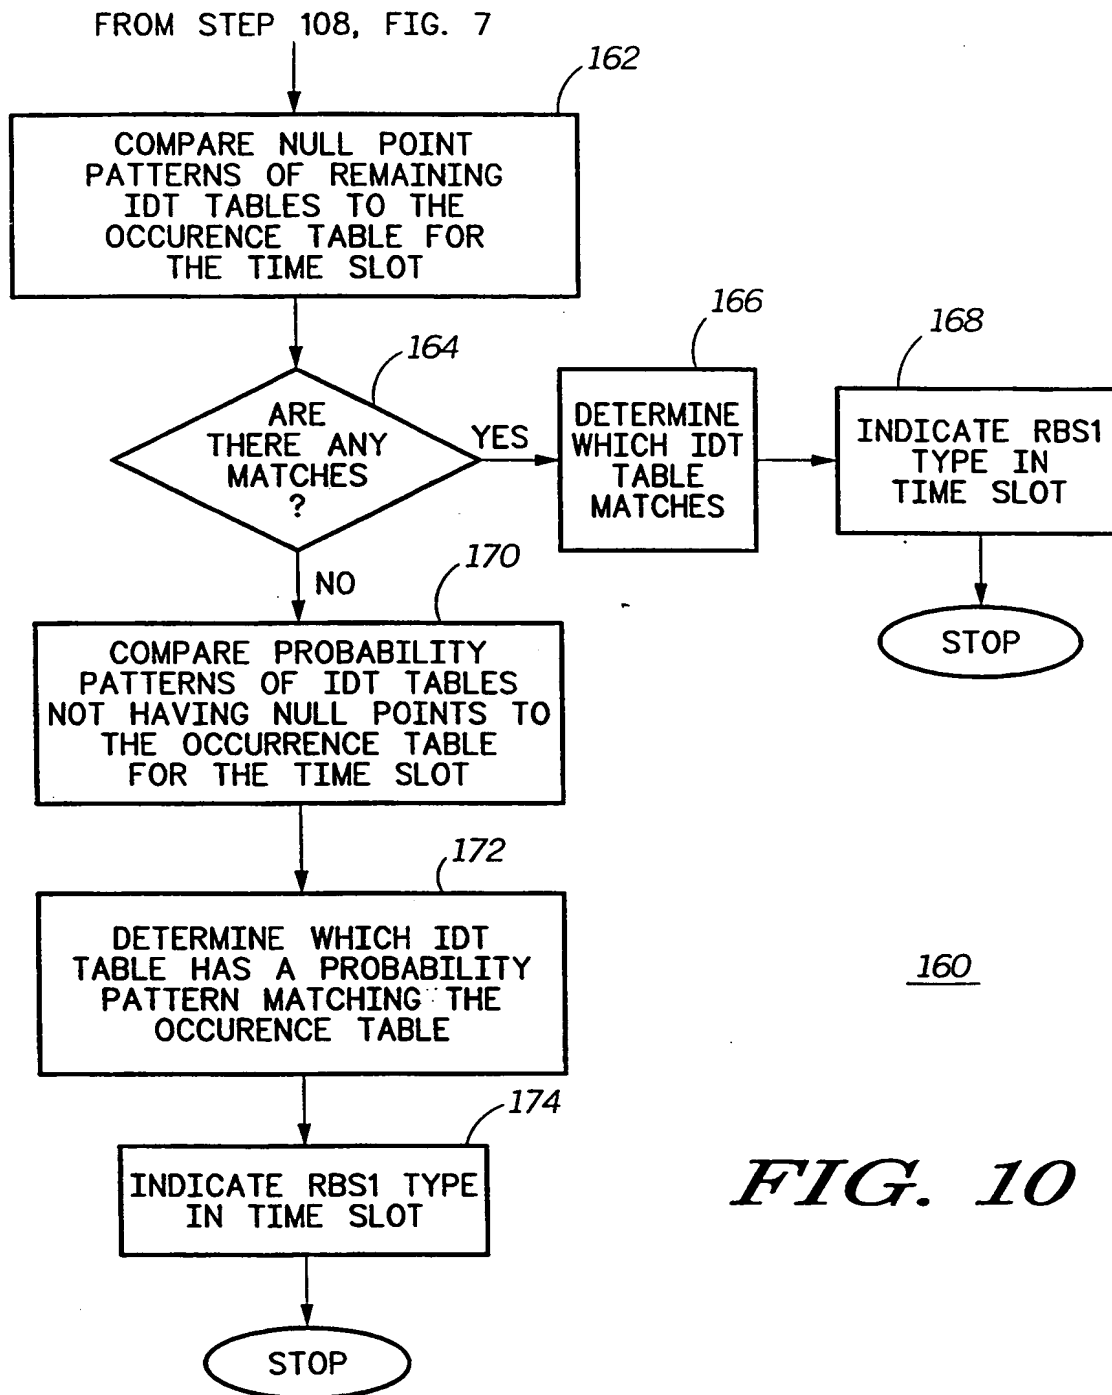 FROM STEP 108, FIG. 7
162
COMPARE NULL POINT
PATTERNS OF REMAINING
IDT TABLES TO THE
OCCURENCE TABLE FOR
THE TIME SLOT
164
ARE
THERE ANY
MATCHES
?
YES
166
DETERMINE
WHICH IDT
TABLE
MATCHES
168
INDICATE RBS1
TYPE IN
TIME SLOT
STOP
NO
170
COMPARE PROBABILITY
PATTERNS OF IDT TABLES
NOT HAVING NULL POINTS TO
THE OCCURRENCE TABLE
FOR THE TIME SLOT
172
DETERMINE WHICH IDT
TABLE HAS A PROBABILITY
PATTERN MATCHING THE
OCCURENCE TABLE
160
174
INDICATE RBS1 TYPE
IN TIME SLOT
STOP
FIG. 10